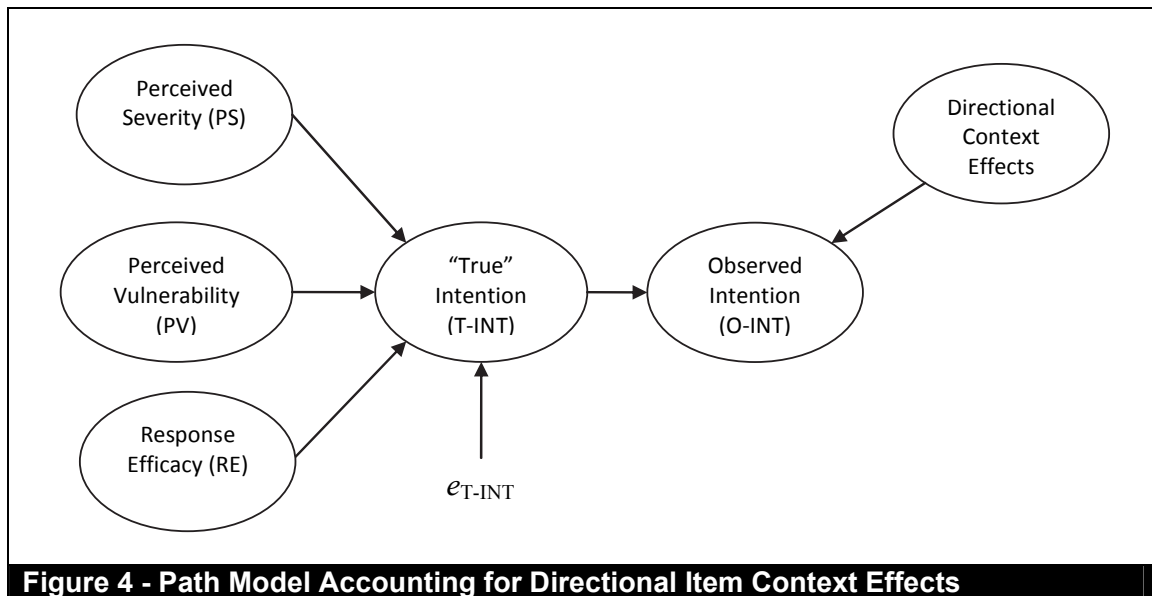 Perceived
Severity (PS)
Directional
Context
Effects
Perceived
Vulnerability
(PV)
“True”
Intention
(T-INT)
Observed
Intention
(O-INT)
Response
Efficacy (RE)
eT-INT
Figure 4 - Path Model Accounting for Directional Item Context Effects